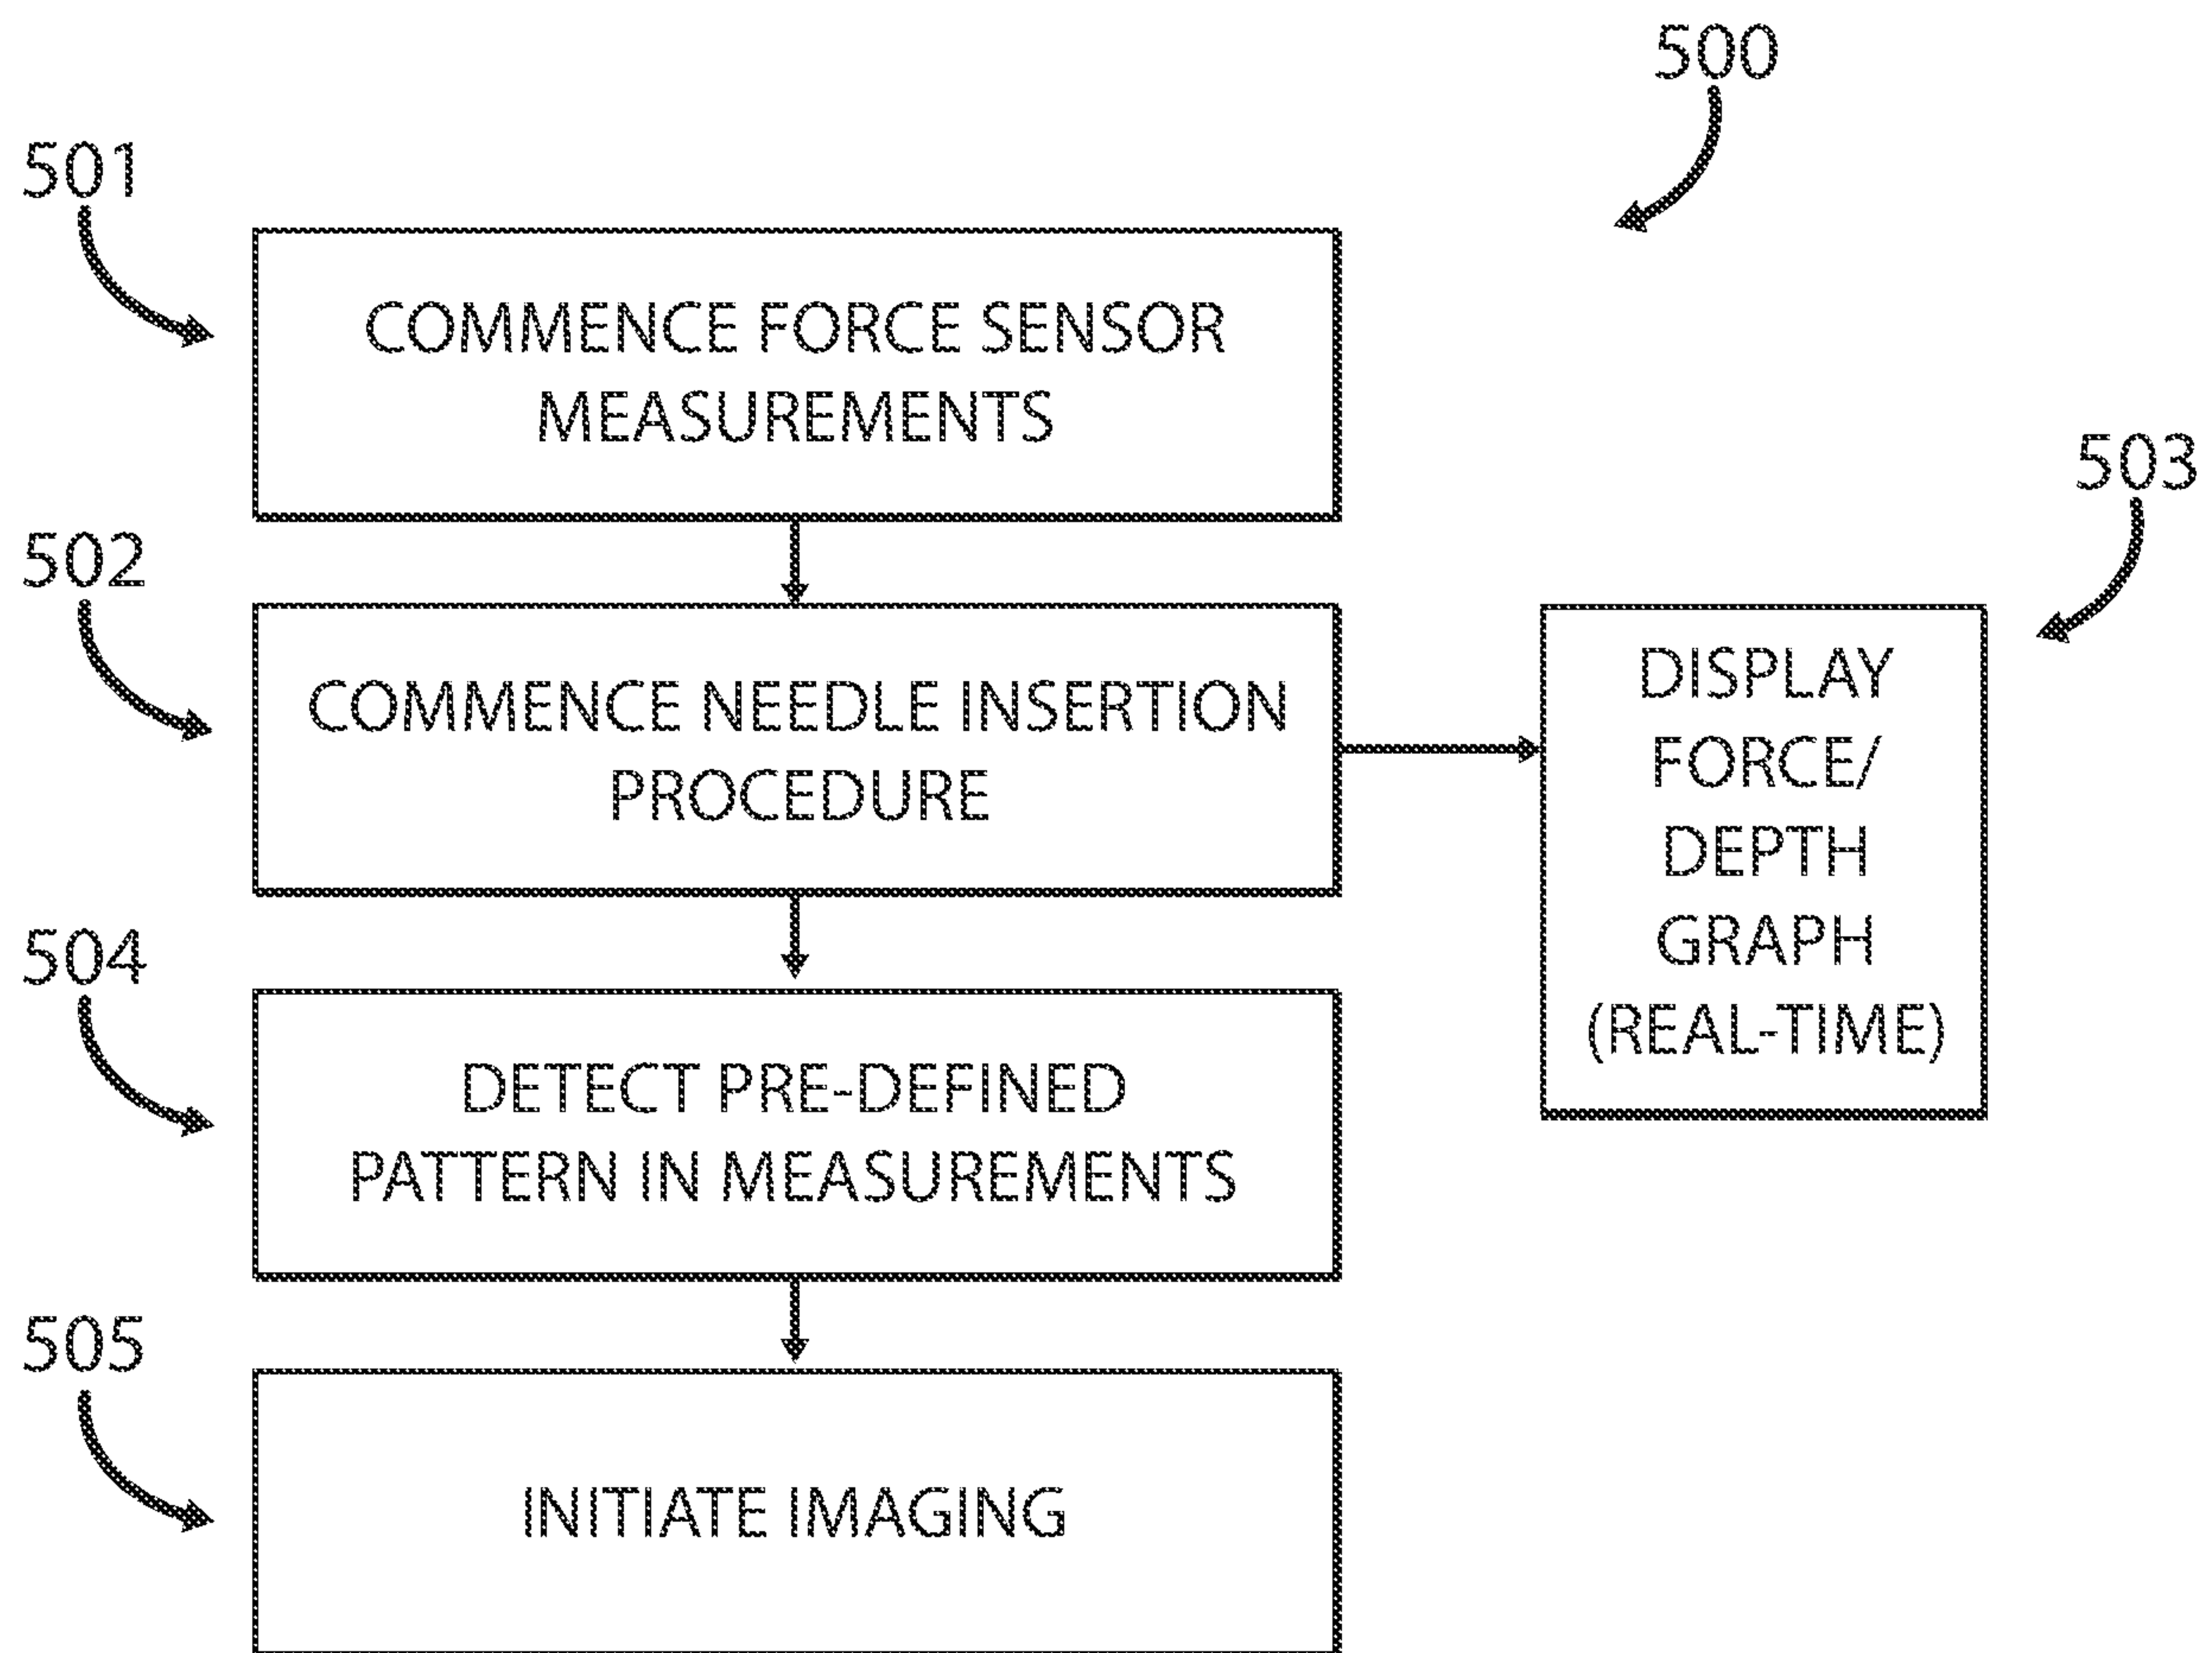 500
501
COMMENCE FORCE SENSOR
MEASUREMENTS
502
COMMENCE NEEDLE INSERTION
PROCEDURE
503
DISPLAY
FORCE/
DEPTH
GRAPH
(REAL-TIME)
504
DETECT PRE-DEFINED
PATTERN IN MEASUREMENTS
505
INITIATE IMAGING